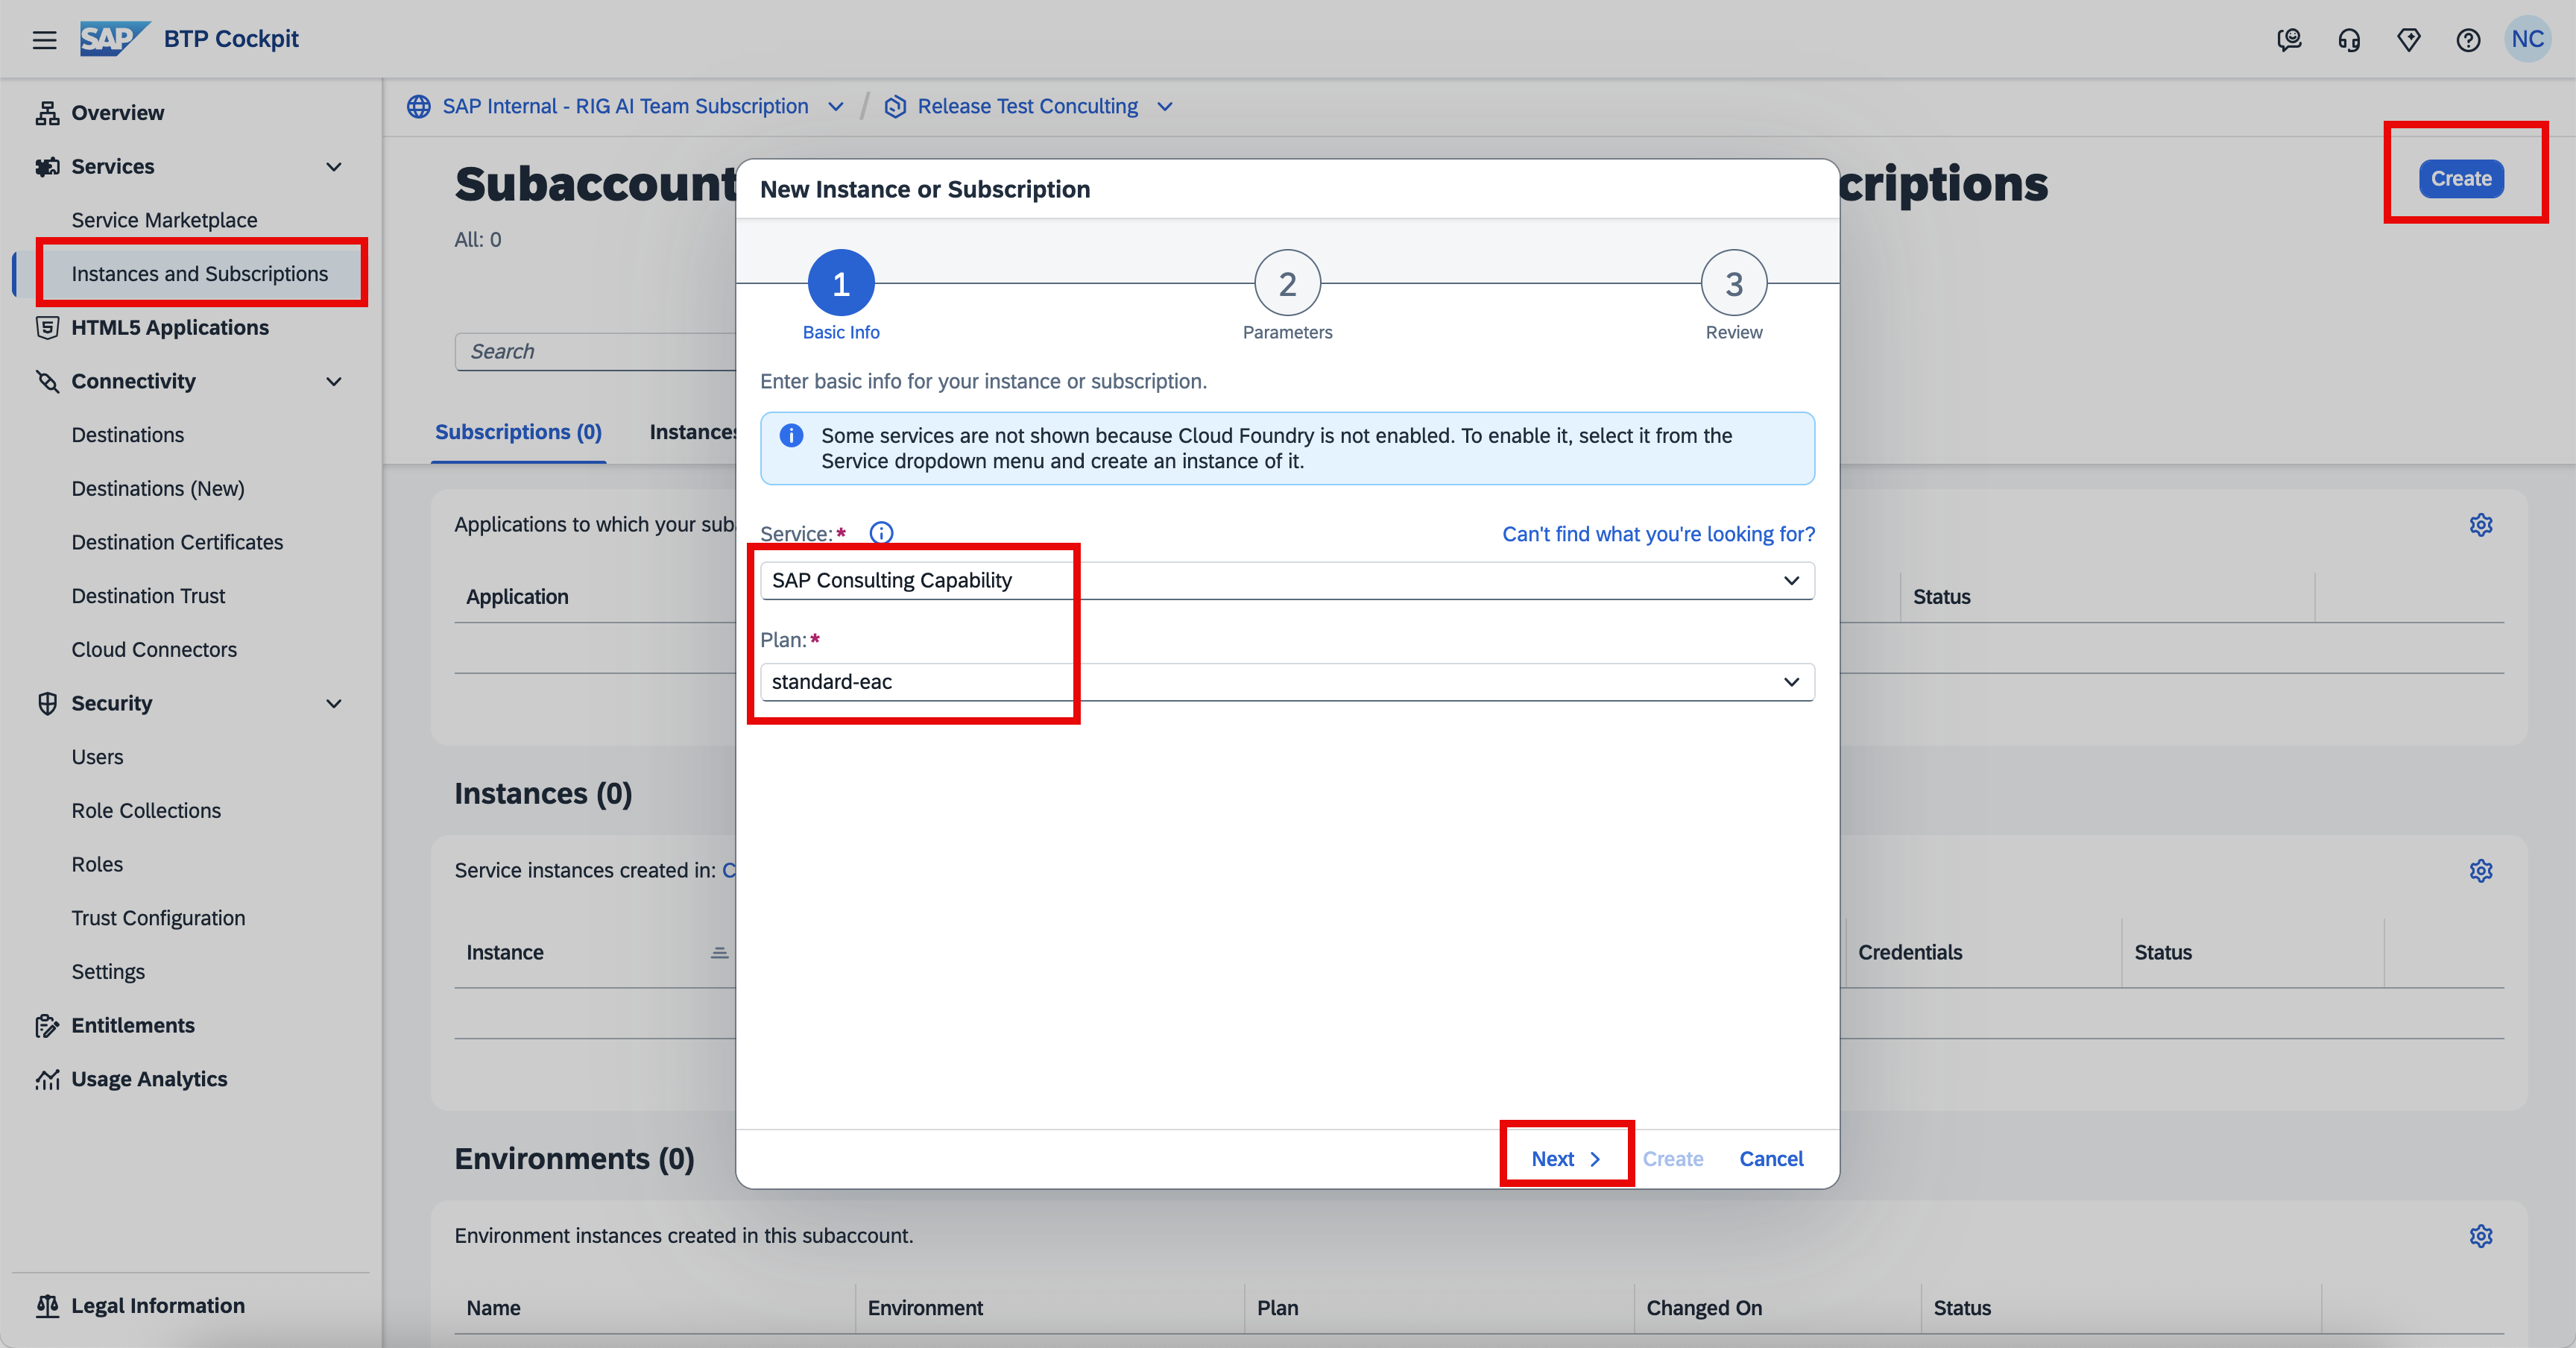 SAP BTP Cockpit
NC
Overview
Services
Service Marketplace
Instances and Subscriptions
HTML5 Applications
Connectivity
Destinations
Destinations (New)
Destination Certificates
Destination Trust
Cloud Connectors
Security
Users
Role Collections
Roles
Trust Configuration
Settings
Entitlements
Usage Analytics
Legal Information
SAP Internal - RIG AI Team Subscription / Release Test Conculting
Subaccount
criptions
Create
All: 0
Search
Subscriptions (0)
Instances
Applications to which your sub
Application
Status
Instances (0)
Service instances created in: C
Instance
Credentials
Status
Environments (0)
Environment instances created in this subaccount.
Name
Environment
Plan
Changed On
Status
New Instance or Subscription
1
2
3
Basic Info
Parameters
Review
Enter basic info for your instance or subscription.
Some services are not shown because Cloud Foundry is not enabled. To enable it, select it from the
Service dropdown menu and create an instance of it.
Service:*
Can't find what you're looking for?
SAP Consulting Capability
Plan:*
standard-eac
Next
Create
Cancel